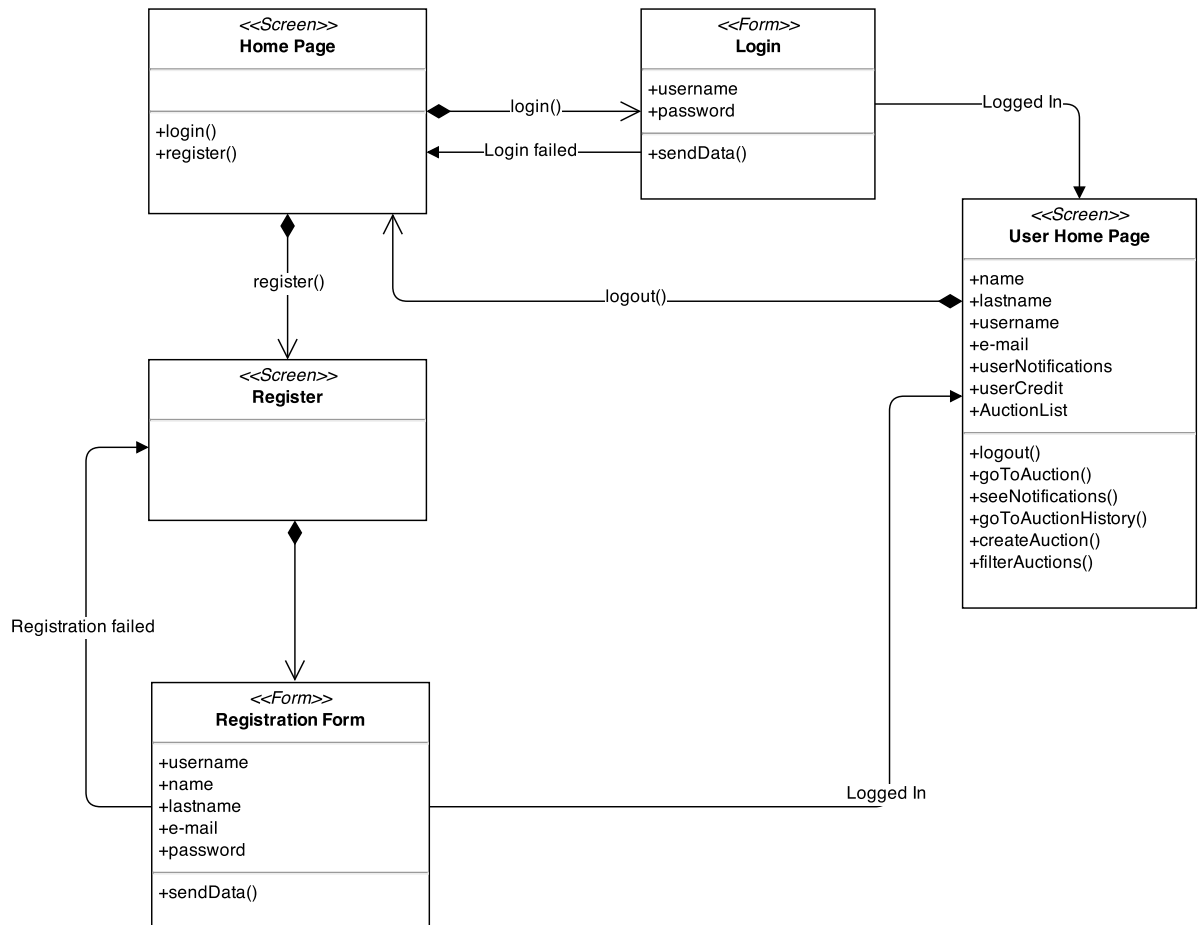 <<Screen>>
Home Page
+login()
+register()
login()
Login failed
<<Form>>
Login
+username
+password
+sendData()
Logged In
<<Screen>>
User Home Page
+name
+lastname
+username
+e-mail
+userNotifications
+userCredit
+AuctionList
+logout()
+goToAuction()
+seeNotifications()
+goToAuctionHistory()
+createAuction()
+filterAuctions()
register()
logout()
<<Screen>>
Register
Registration failed
<<Form>>
Registration Form
+username
+name
+lastname
+e-mail
+password
+sendData()
Logged In